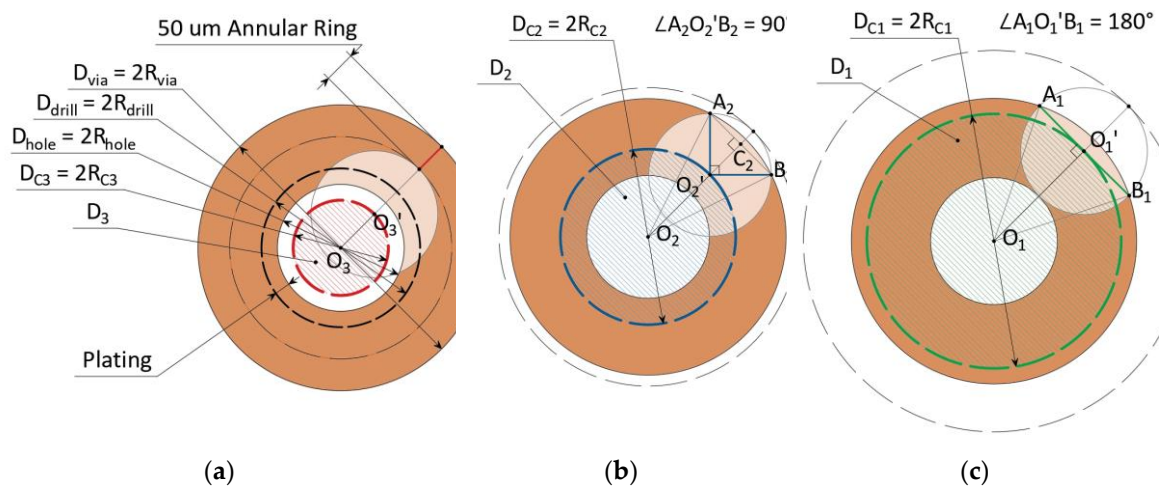 50 um Annular Ring
D_via = 2R_via
D_drill = 2R_drill
D_hole = 2R_hole
D_C3 = 2R_C3
D_3
O_3'
O_3
Plating
(a)
D_C2 = 2R_C2
∠A_2O_2'B_2 = 90°
D_2
A_2
C_2
B
O_2'
O_2
(b)
D_C1 = 2R_C1
∠A_1O_1'B_1 = 180°
D_1
A_1
O_1'
B_1
O_1
(c)